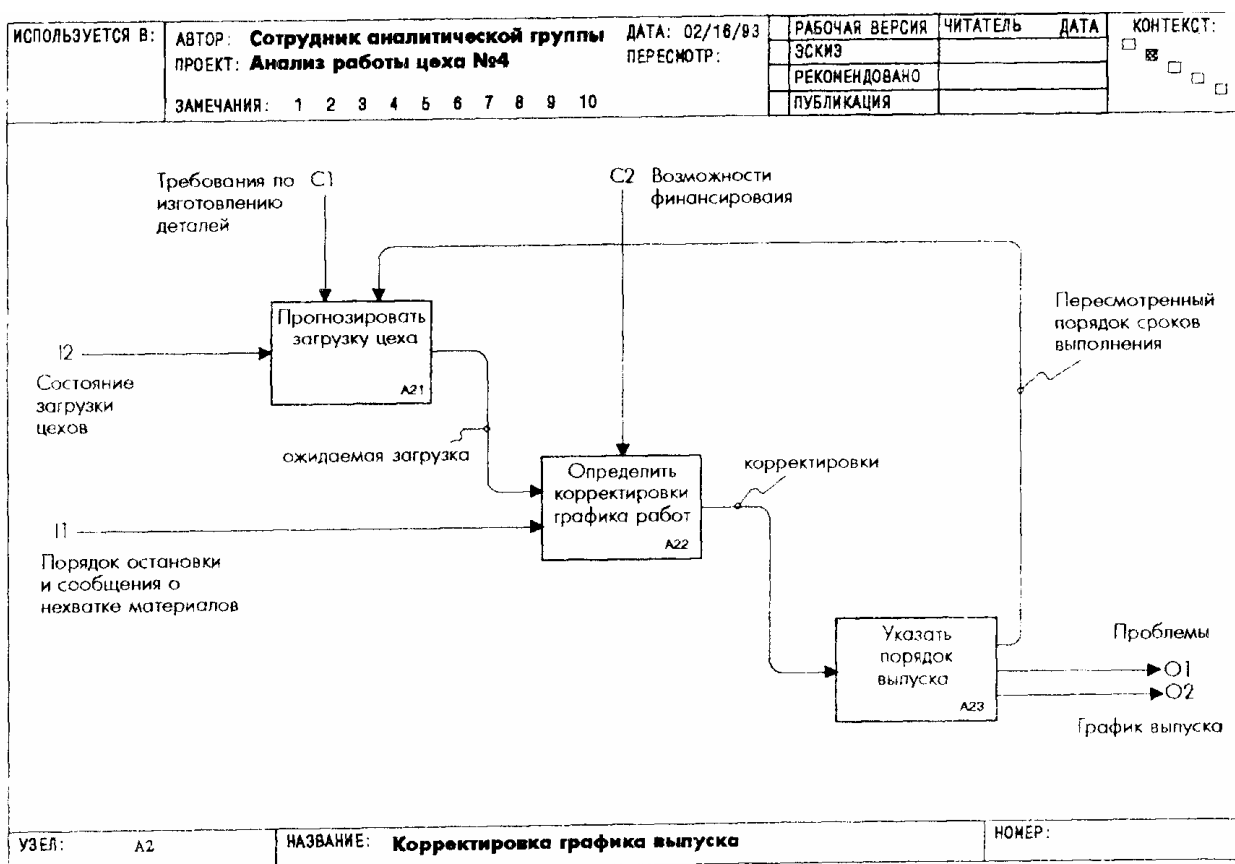 ИСПОЛЬЗУЕТСЯ В:
АВТОР: Сотрудник аналитической группы
ПРОЕКТ: Анализ работы цеха №4
ЗАМЕЧАНИЯ: 1 2 3 4 5 6 7 8 9 10
ДАТА: 02/16/93
ПЕРЕСМОТР:
РАБОЧАЯ ВЕРСИЯ
ЭСКИЗ
РЕКОМЕНДОВАНО
ПУБЛИКАЦИЯ
ЧИТАТЕЛЬ ДАТА
КОНТЕКСТ:
Требования по C1
изготовлению
деталей
C2 Возможности
финансироваия
Прогнозировать
загрузку цеха
A21
I2
Состояние
загрузки
цехов
Пересмотренный
порядок сроков
выполнения
ожидаемая загрузка
Определить
корректировки
графика работ
A22
корректировки
I1
Порядок остановки
и сообщения о
нехватке материалов
Указать
порядок
выпуска
A23
Проблемы
O1
O2
График выпуска
УЗЕЛ: A2
НАЗВАНИЕ: Корректировка графика выпуска
НОМЕР: